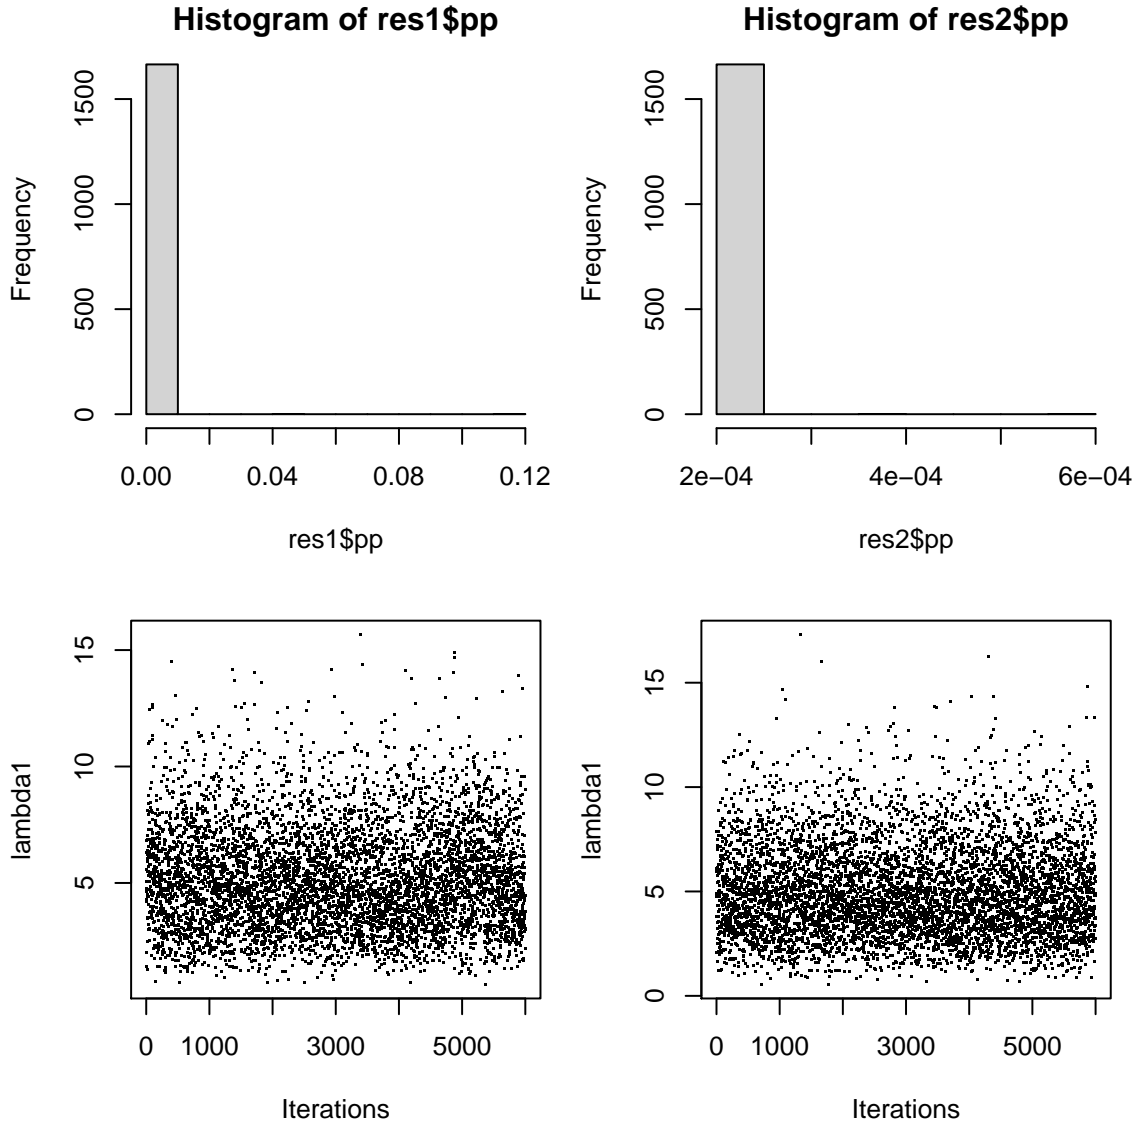 Histogram of res1$pp
Frequency
0 500 1000 1500
0.00 0.04 0.08 0.12
res1$pp
Histogram of res2$pp
Frequency
0 500 1000 1500
2e−04 4e−04 6e−04
res2$pp
lambda1
5 10 15
0 1000 3000 5000
Iterations
lambda1
0 5 10 15
0 1000 3000 5000
Iterations